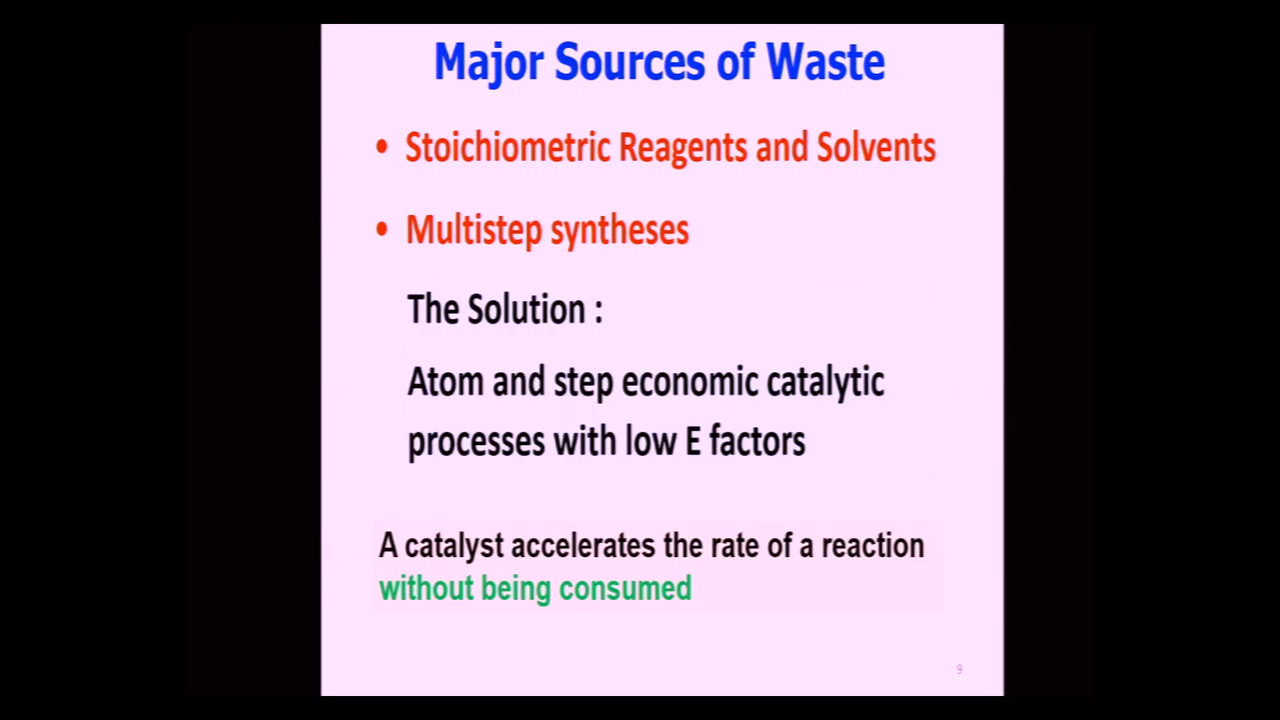 Major Sources of Waste
• Stoichiometric Reagents and Solvents
• Multistep syntheses
The Solution :
Atom and step economic catalytic
processes with low E factors
A catalyst accelerates the rate of a reaction
without being consumed
9